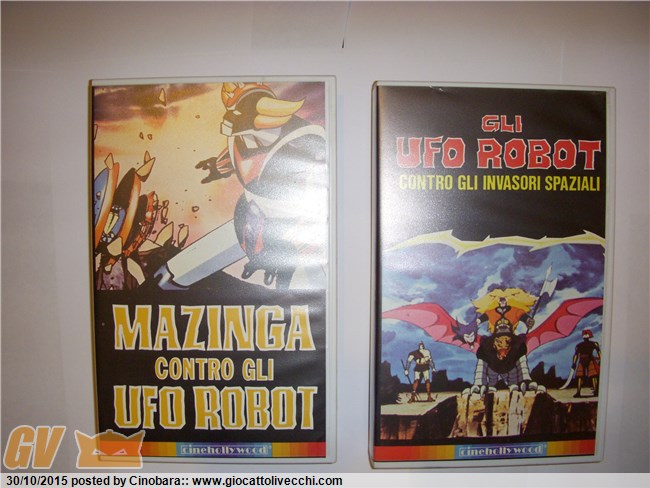 MAZINGA
CONTRO GLI
UFO ROBOT
cinehollywood
GLI
UFO ROBOT
CONTRO GLI INVASORI SPAZIALI
cinehollywood
GV
30/10/2015 posted by Cinobara:: www.giocattolivecchi.com